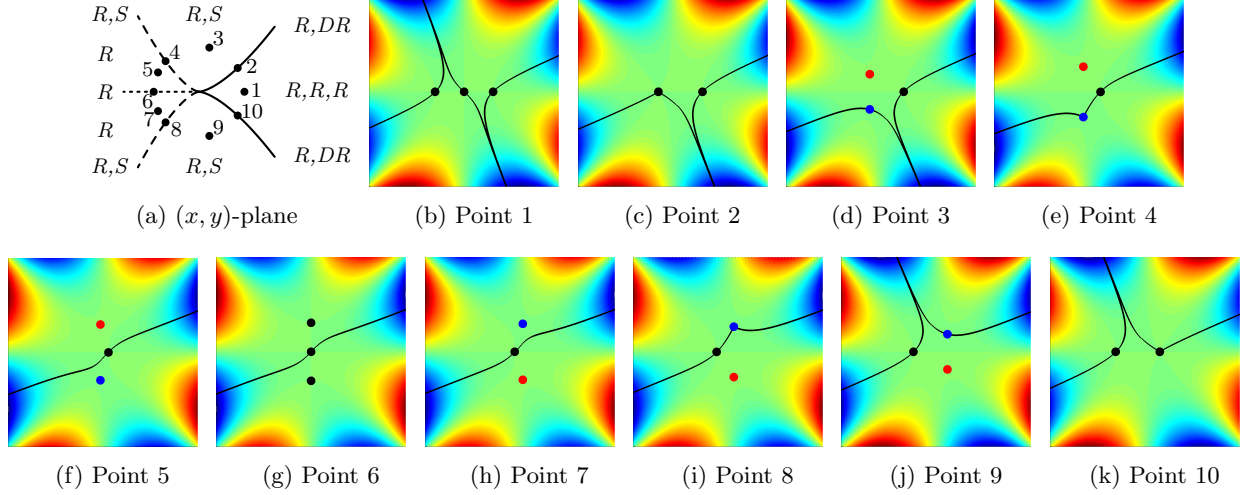 R,S
R,S
R,DR
R
3
4
2
5
R
1
R,R,R
6
10
7
8
9
R
R,S
R,S
R,DR
(a) (x, y)-plane
(b) Point 1
(c) Point 2
(d) Point 3
(e) Point 4
(f) Point 5
(g) Point 6
(h) Point 7
(i) Point 8
(j) Point 9
(k) Point 10